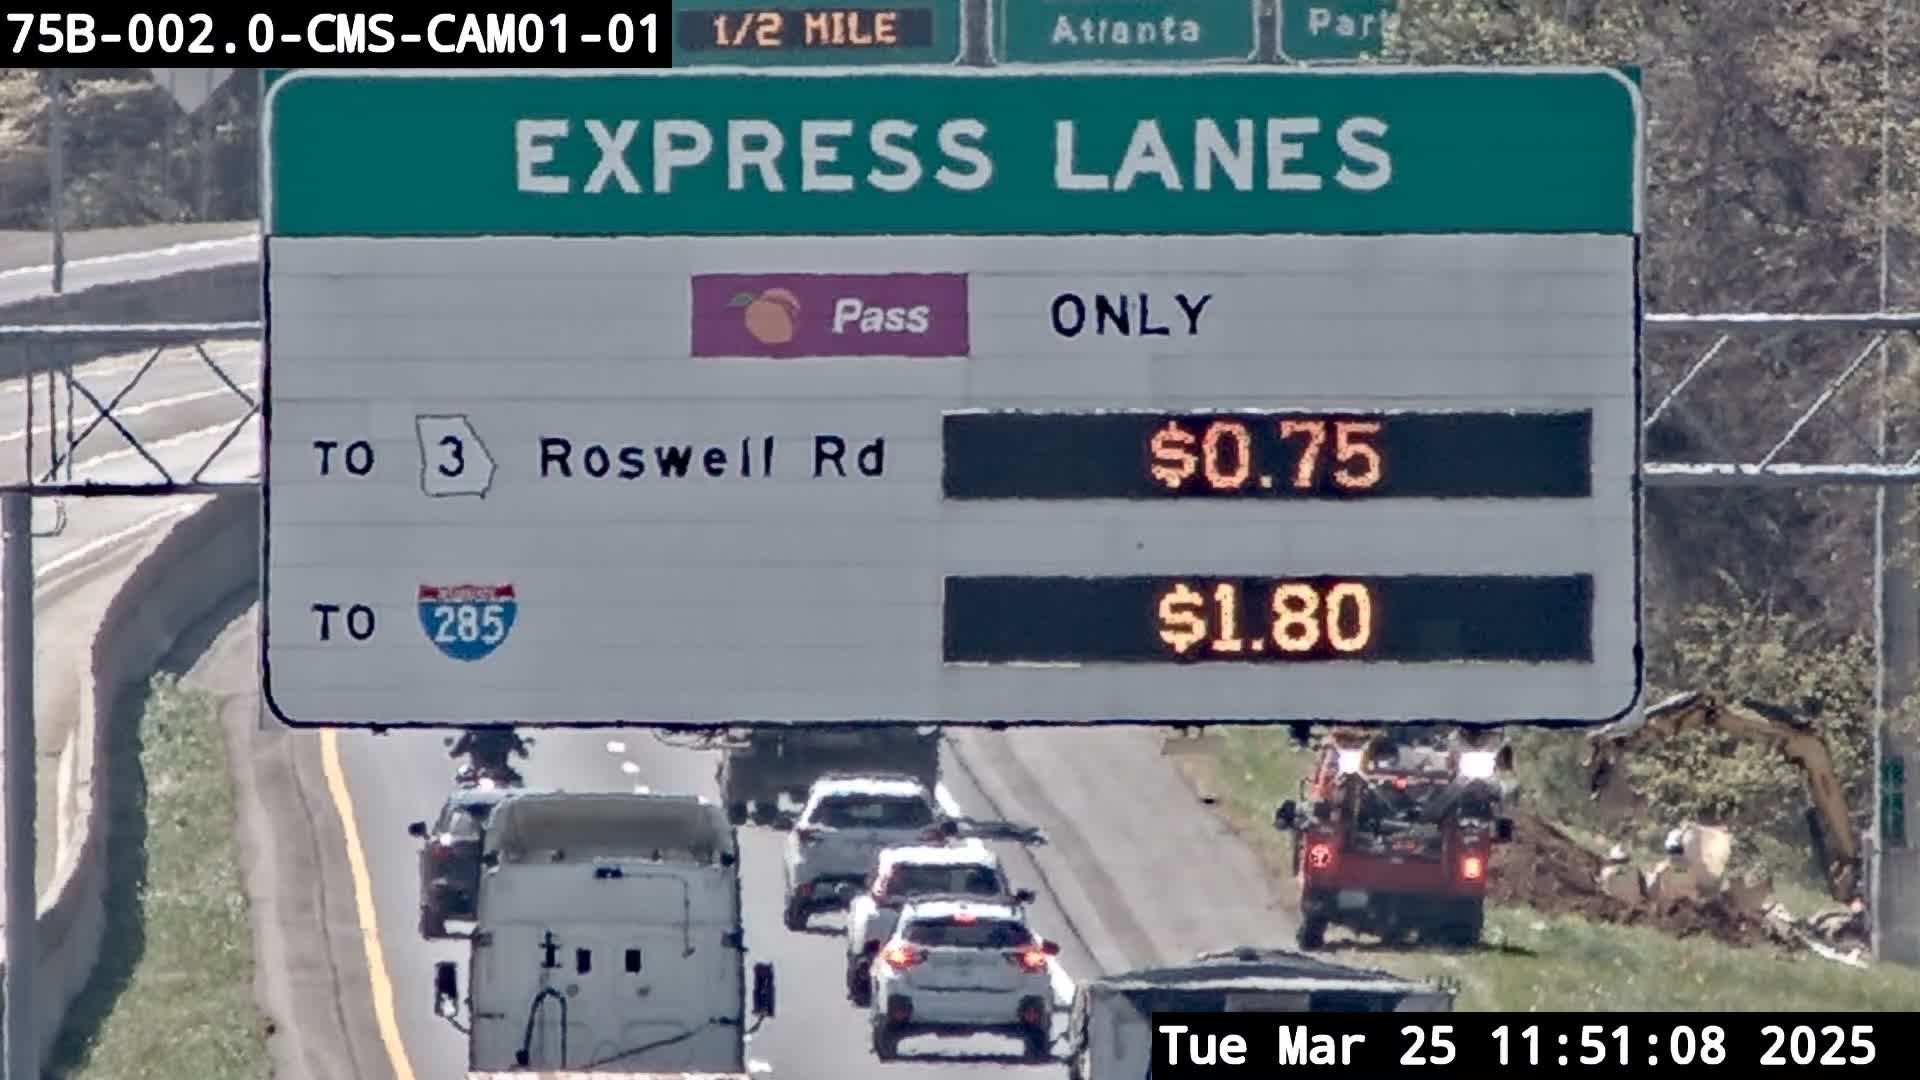 75B-002.0-CMS-CAM01-01
1/2 MILE
Atlanta
EXPRESS LANES
Pass ONLY
TO 3 Roswell Rd $0.75
TO 285 $1.80
Tue Mar 25 11:51:08 2025